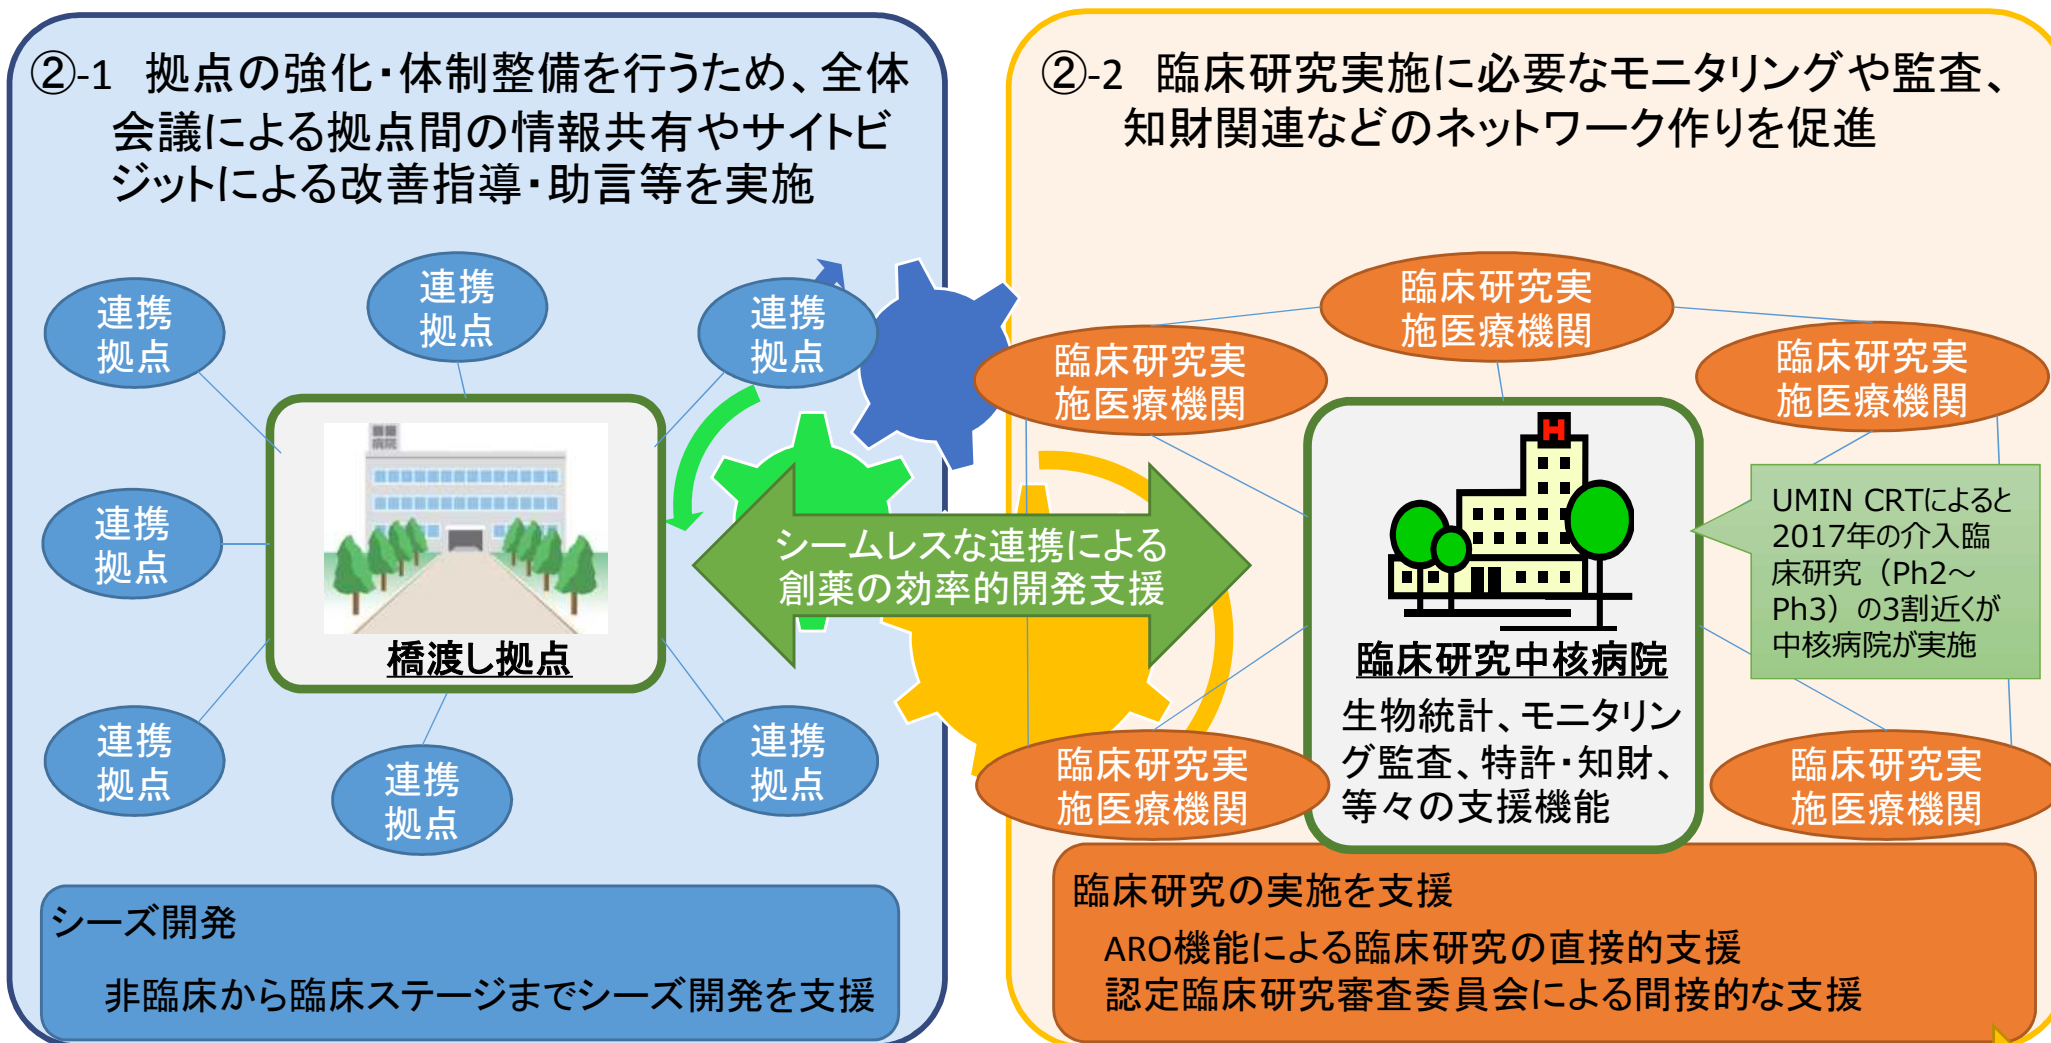 ②-1 拠点の強化・体制整備を行うため、全体
会議による拠点間の情報共有やサイトビ
ジットによる改善指導・助言等を実施
連携
拠点
連携
拠点
連携
拠点
連携
拠点
連携
拠点
連携
拠点
連携
拠点
病院
橋渡し拠点
シーズ開発
非臨床から臨床ステージまでシーズ開発を支援
シームレスな連携による
創薬の効率的開発支援
②-2 臨床研究実施に必要なモニタリングや監査、
知財関連などのネットワーク作りを促進
臨床研究実
施医療機関
臨床研究実
施医療機関
臨床研究実
施医療機関
H
臨床研究中核病院
生物統計、モニタリン
グ監査、特許・知財、
等々の支援機能
UMIN CRTによると
2017年の介入臨
床研究（Ph2～
Ph3）の3割近くが
中核病院が実施
臨床研究実
施医療機関
臨床研究実
施医療機関
臨床研究の実施を支援
ARO機能による臨床研究の直接的支援
認定臨床研究審査委員会による間接的な支援